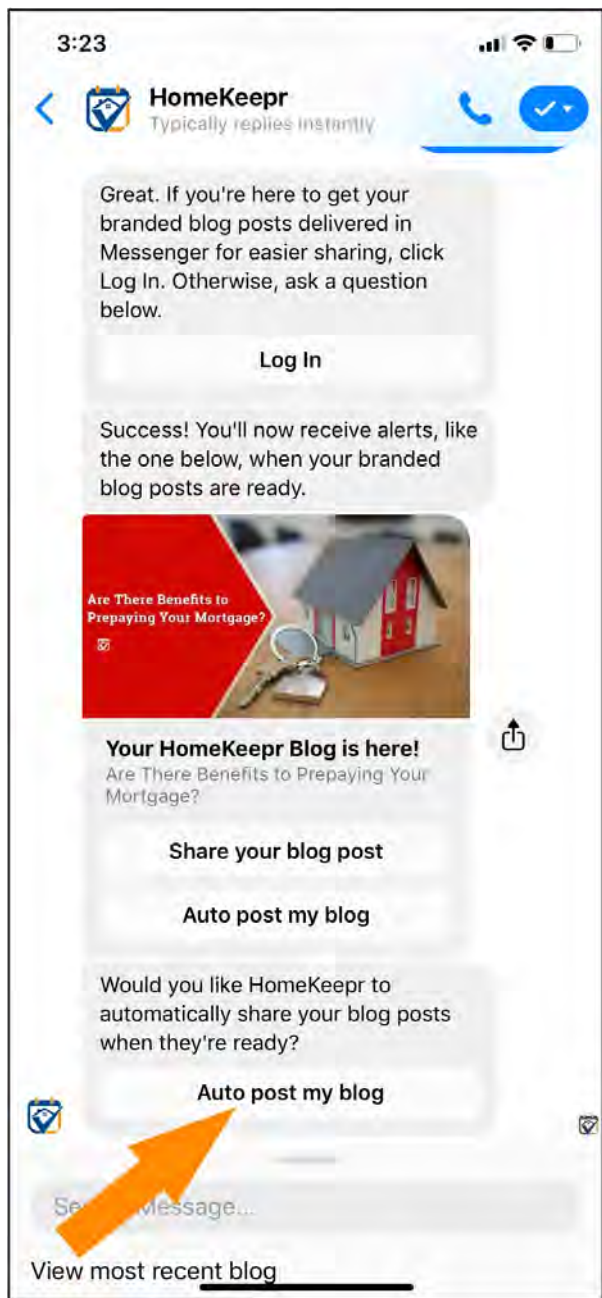 3:23
HomeKeepr
Typically replies instantly
Great. If you're here to get your
branded blog posts delivered in
Messenger for easier sharing, click
Log In. Otherwise, ask a question
below.
Log In
Success! You'll now receive alerts, like
the one below, when your branded
blog posts are ready.
Are There Benefits to
Prepaying Your Mortgage?
Your HomeKeepr Blog is here!
Are There Benefits to Prepaying Your
Mortgage?
Share your blog post
Auto post my blog
Would you like HomeKeepr to
automatically share your blog posts
when they're ready?
Auto post my blog
Message...
View most recent blog